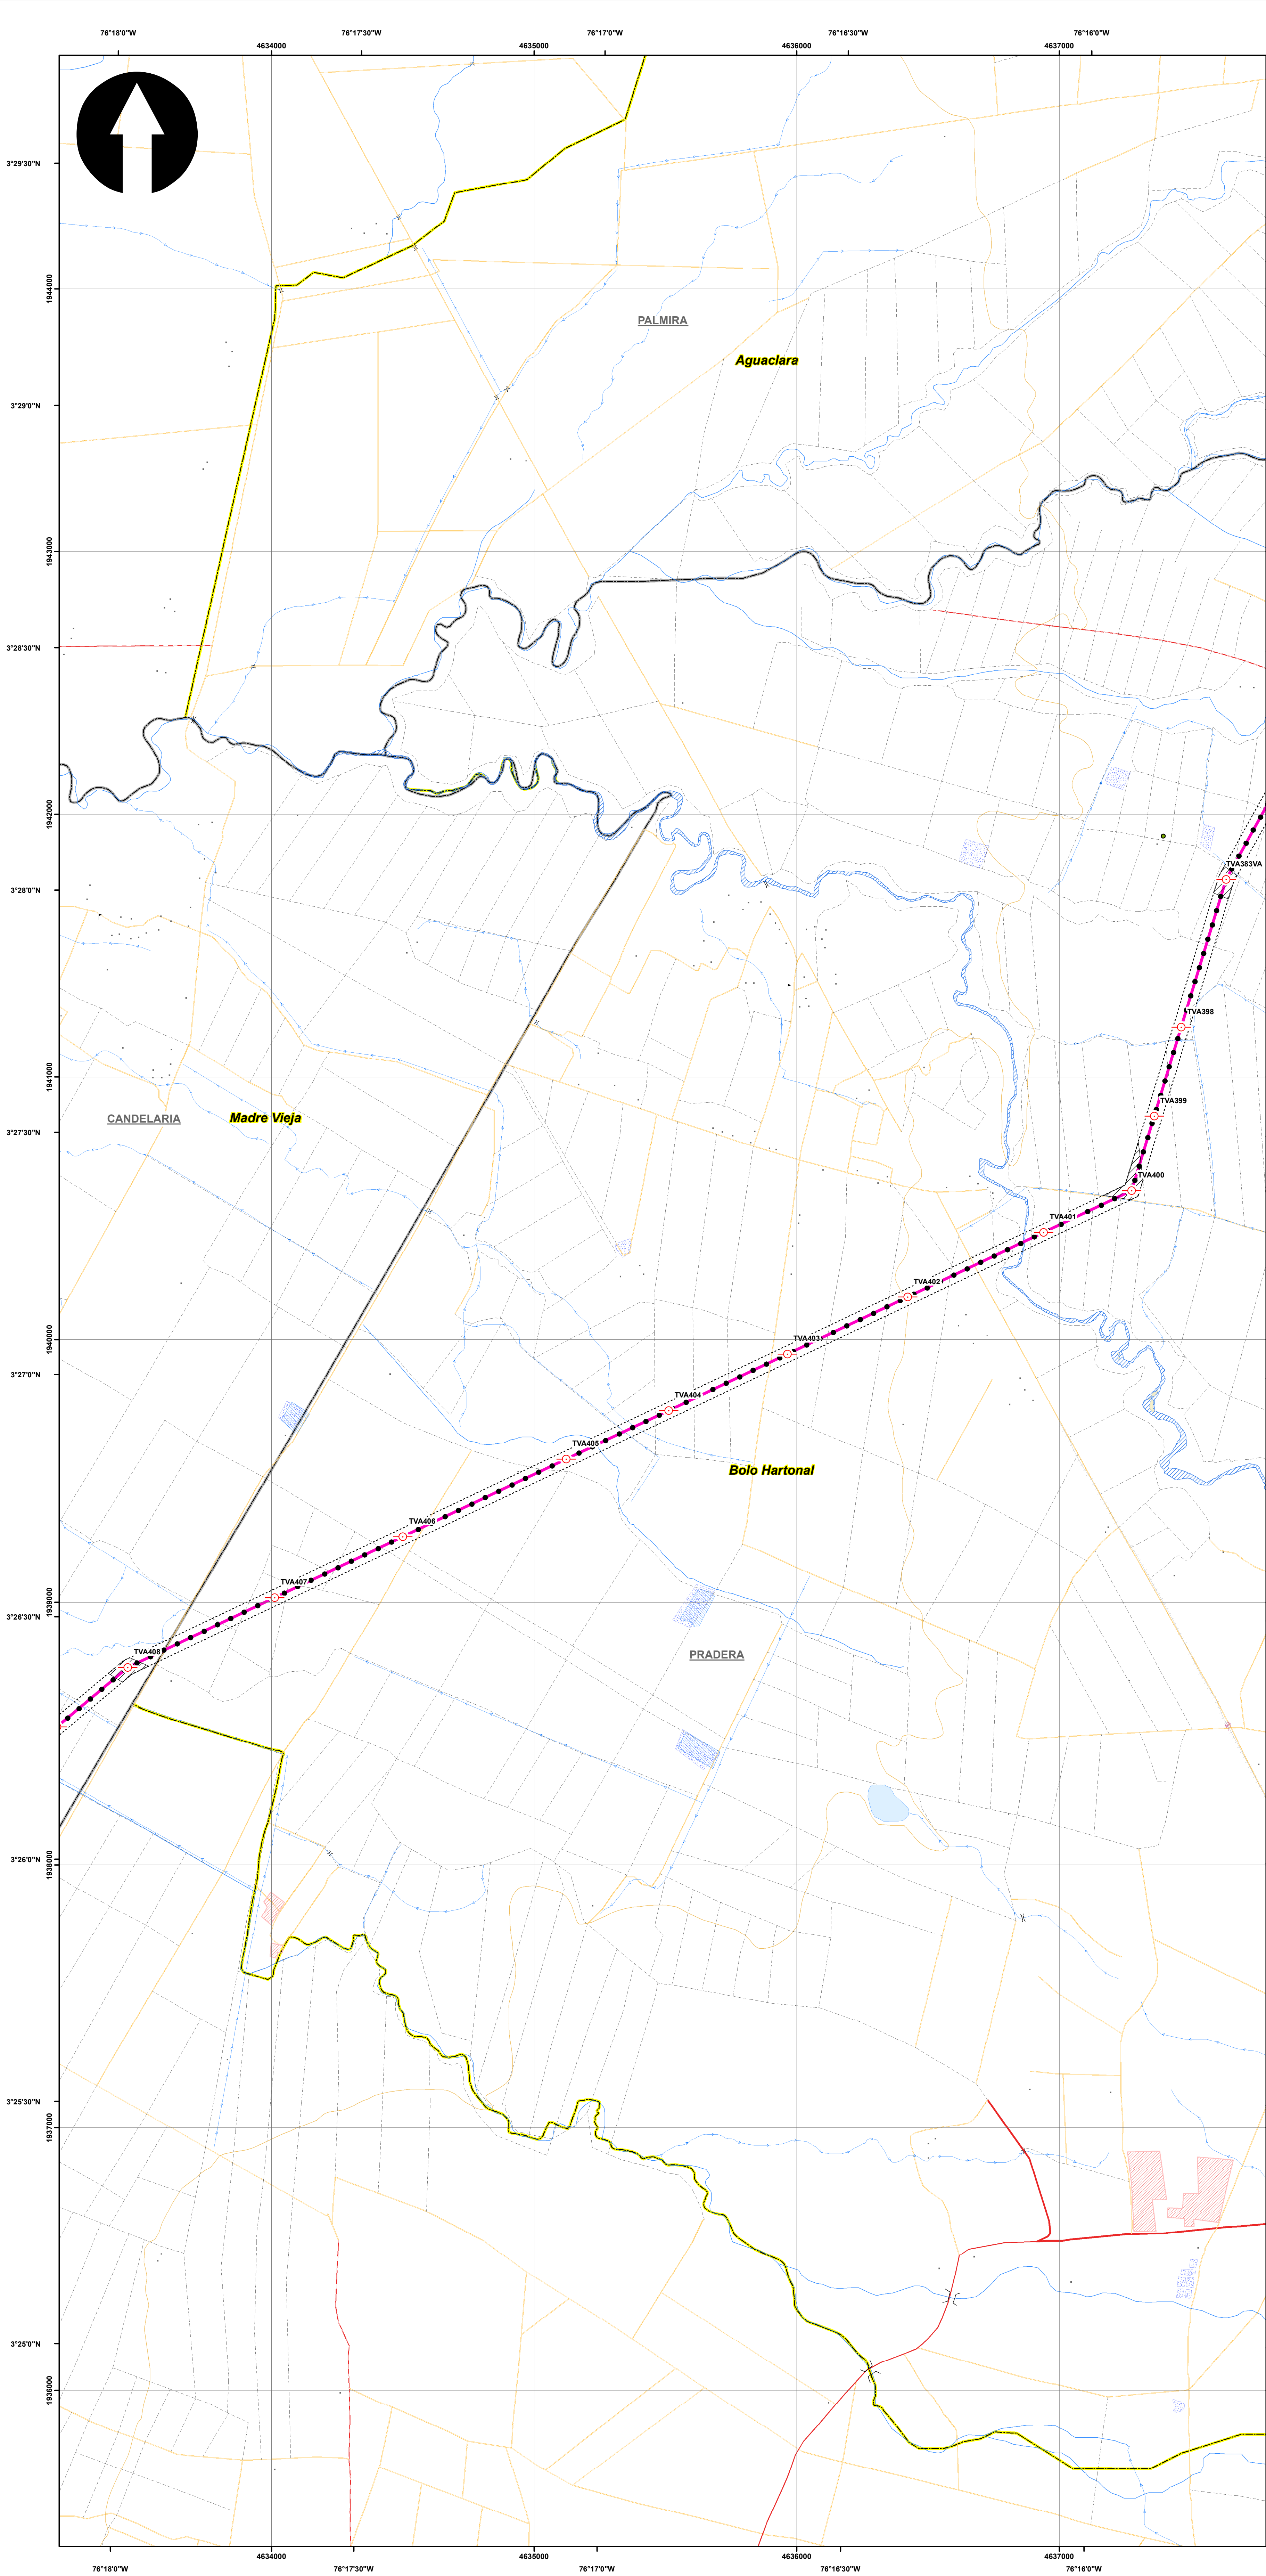 76°18'0"W 76°17'30"W 76°17'0"W 76°16'30"W 76°16'0"W
4634000 4635000 4636000 4637000
3°29'30"N
1944000
PALMIRA
Aguaclara
3°29'0"N
1943000
3°28'30"N
1942000
TVA383VA
3°28'0"N
TVA398
1941000
TVA399
CANDELARIA
Madre Vieja
3°27'30"N
TVA400
TVA401
TVA402
1940000
TVA403
3°27'0"N
TVA404
TVA405
Bolo Hartonal
TVA406
TVA407
1939000
3°26'30"N
TVA408
PRADERA
3°26'0"N
1938000
3°25'30"N
1937000
3°25'0"N
1936000
4634000 4635000 4636000 4637000
76°18'0"W 76°17'30"W 76°17'0"W 76°16'30"W 76°16'0"W